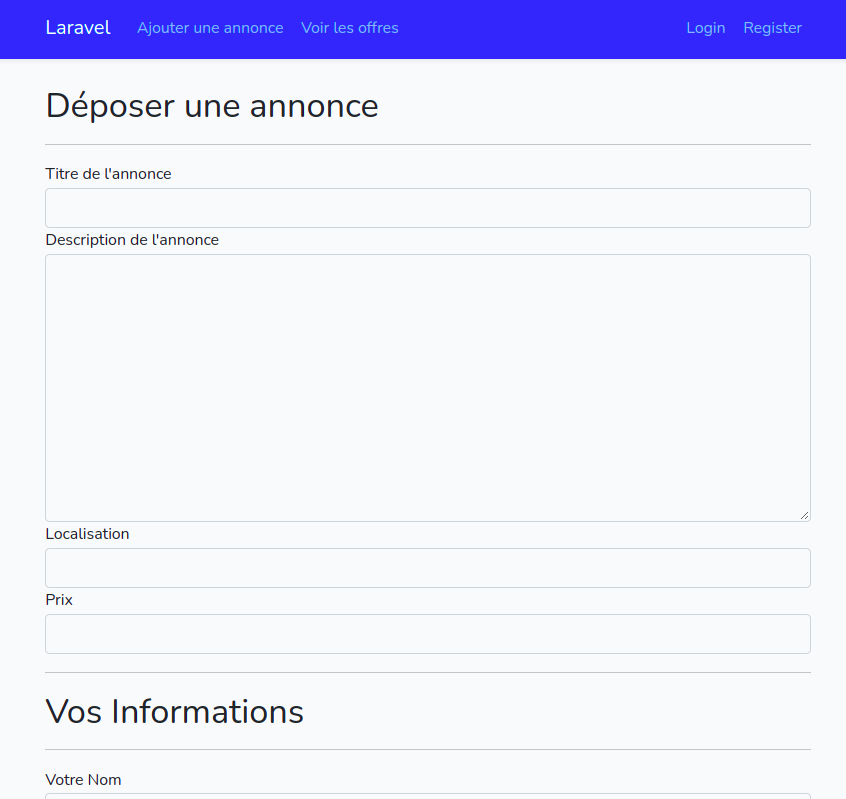 Laravel Ajouter une annonce Voir les offres Login Register
Déposer une annonce
Titre de l'annonce
Description de l'annonce
Localisation
Prix
Vos Informations
Votre Nom